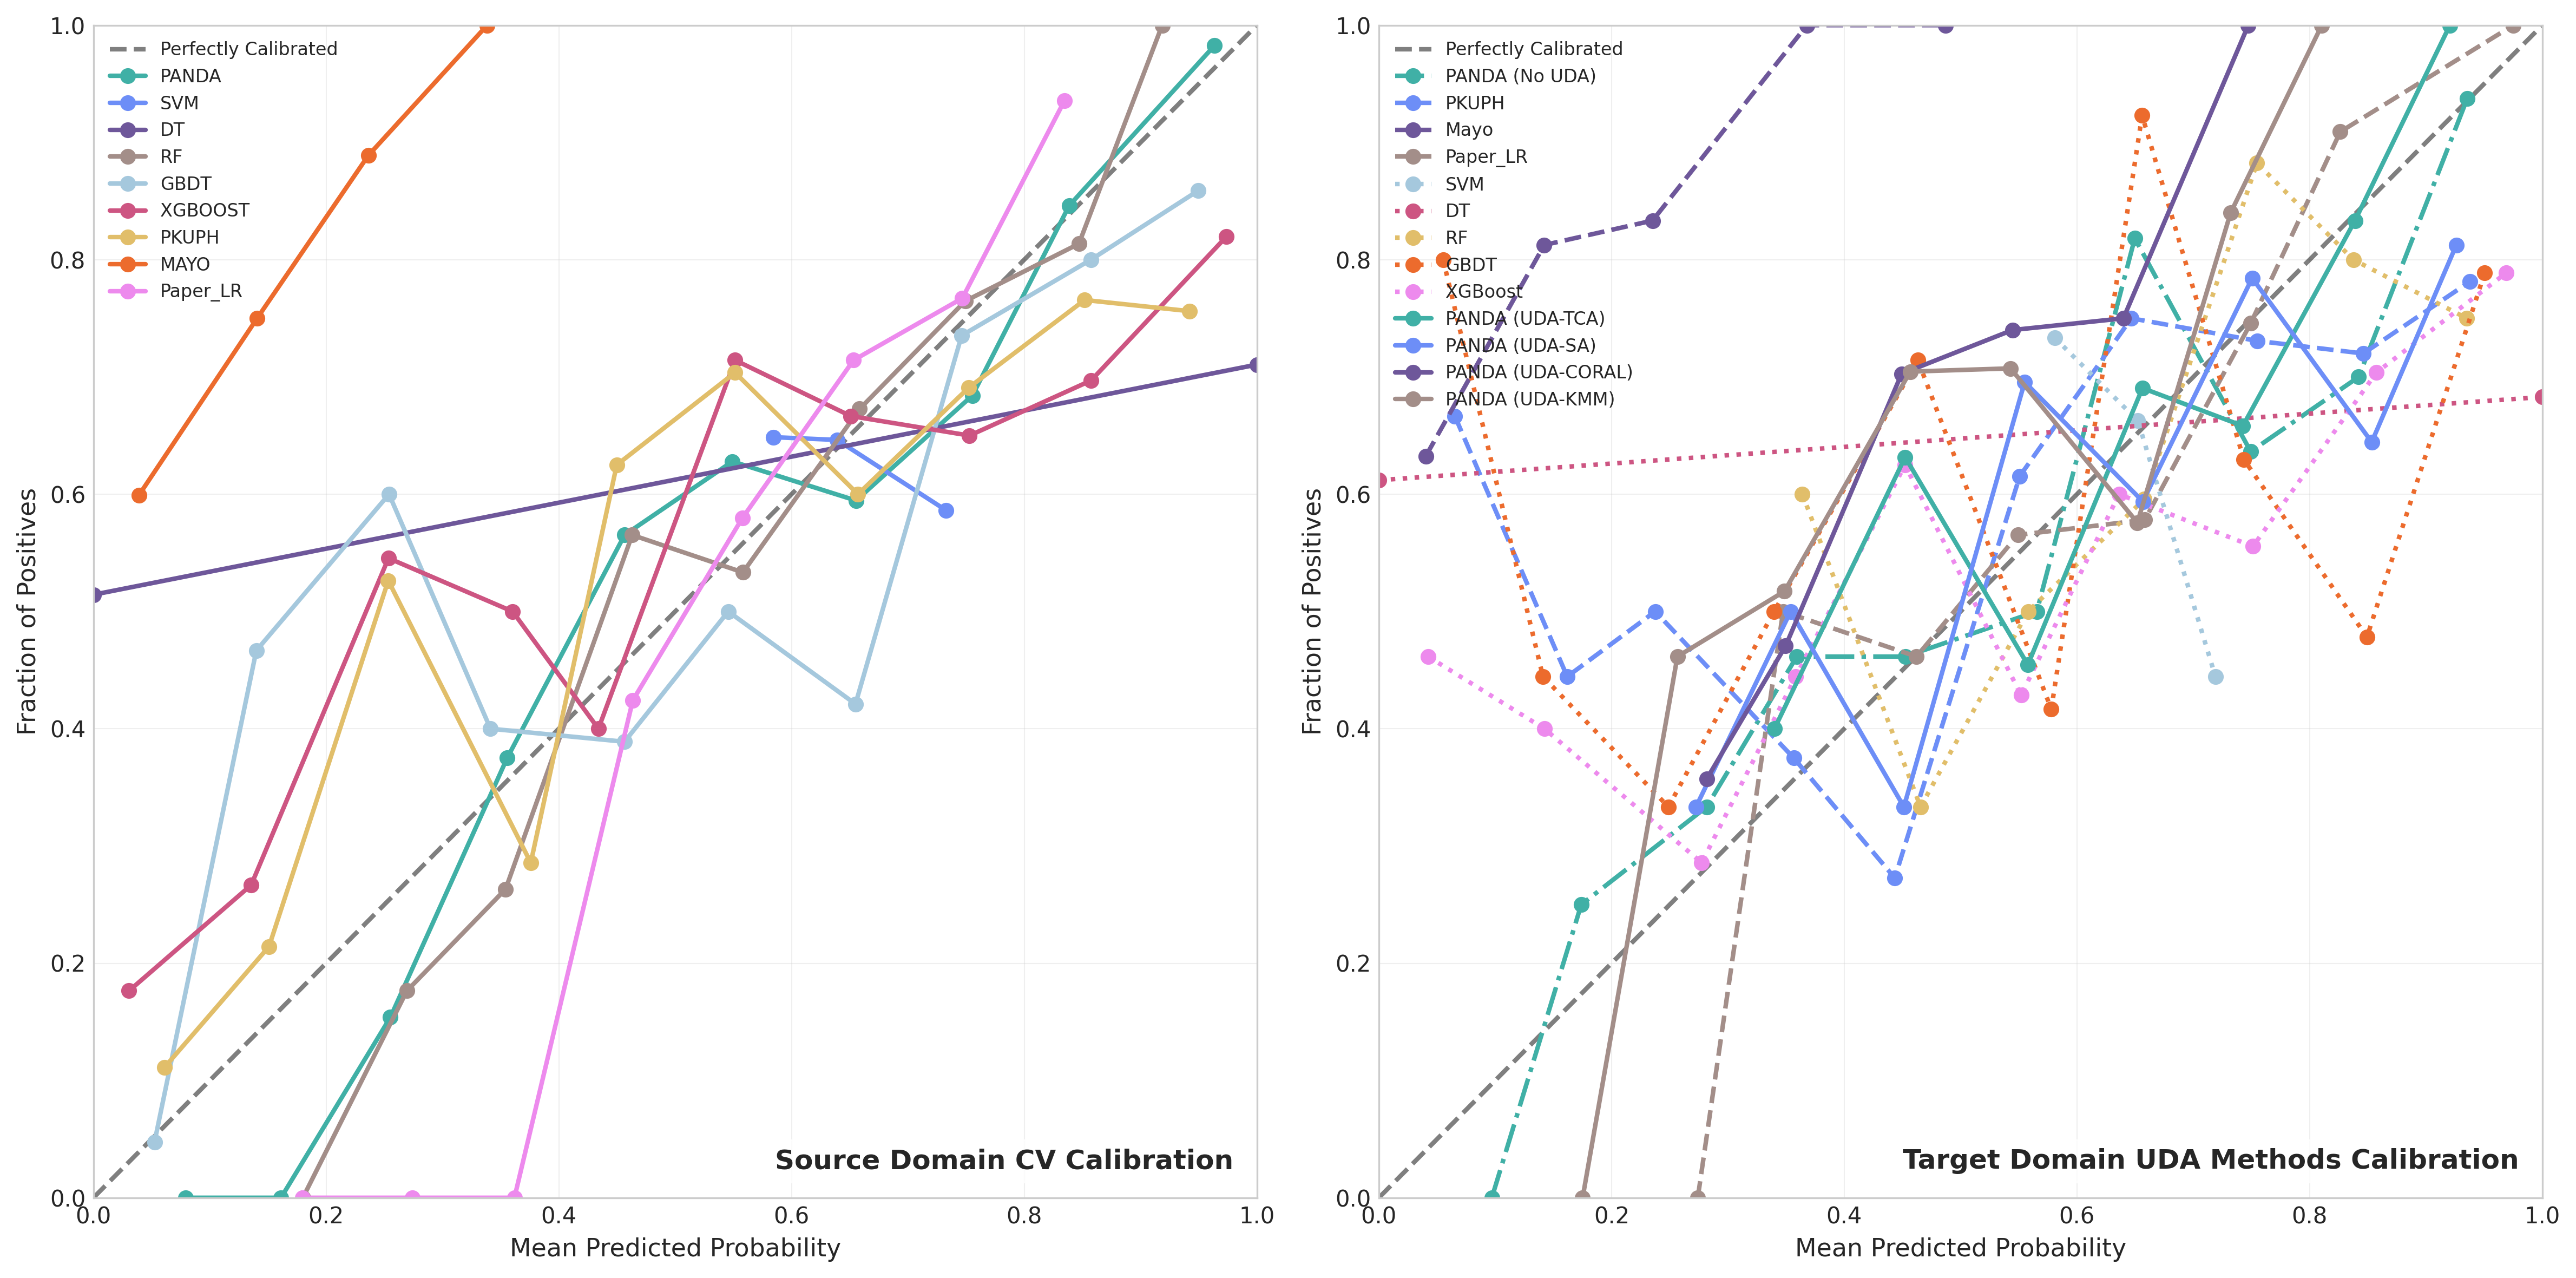 1.0
0.8
0.6
0.4
0.2
0.0
Fraction of Positives
Perfectly Calibrated
PANDA
SVM
DT
RF
GBDT
XGBOOST
PKUPH
MAYO
Paper_LR
Source Domain CV Calibration
0.0 0.2 0.4 0.6 0.8 1.0
Mean Predicted Probability
1.0
0.8
0.6
0.4
0.2
0.0
Fraction of Positives
Perfectly Calibrated
PANDA (No UDA)
PKUPH
Mayo
Paper_LR
SVM
DT
RF
GBDT
XGBoost
PANDA (UDA-TCA)
PANDA (UDA-SA)
PANDA (UDA-CORAL)
PANDA (UDA-KMM)
Target Domain UDA Methods Calibration
0.0 0.2 0.4 0.6 0.8 1.0
Mean Predicted Probability